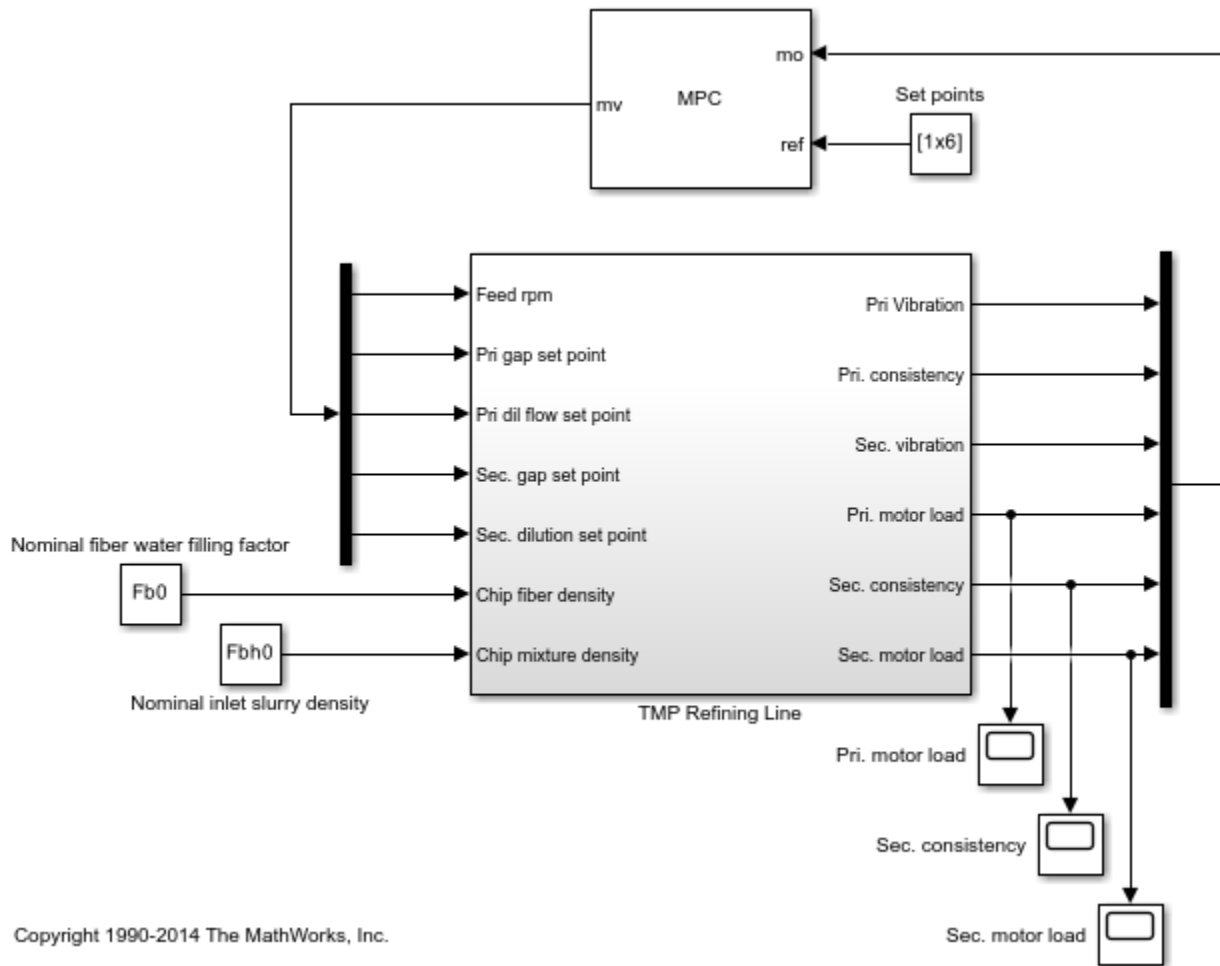 mo
mv
MPC
Set points
ref
[1x6]
Feed rpm
Pri Vibration
Pri gap set point
Pri. consistency
Pri dil flow set point
Sec. vibration
Sec. gap set point
Pri. motor load
Sec. dilution set point
Nominal fiber water filling factor
Fb0
Chip fiber density
Sec. consistency
Fbh0
Chip mixture density
Sec. motor load
Nominal inlet slurry density
TMP Refining Line
Pri. motor load
Sec. consistency
Copyright 1990-2014 The MathWorks, Inc.
Sec. motor load